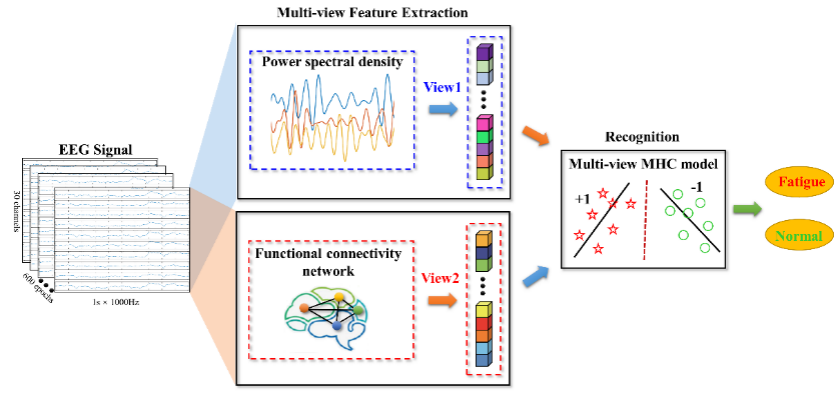 Multi-view Feature Extraction
Power spectral density
View1
EEG Signal
30 channels
600 epochs
1s × 1000Hz
Functional connectivity
network
View2
Recognition
Multi-view MHC model
+1
-1
Fatigue
Normal